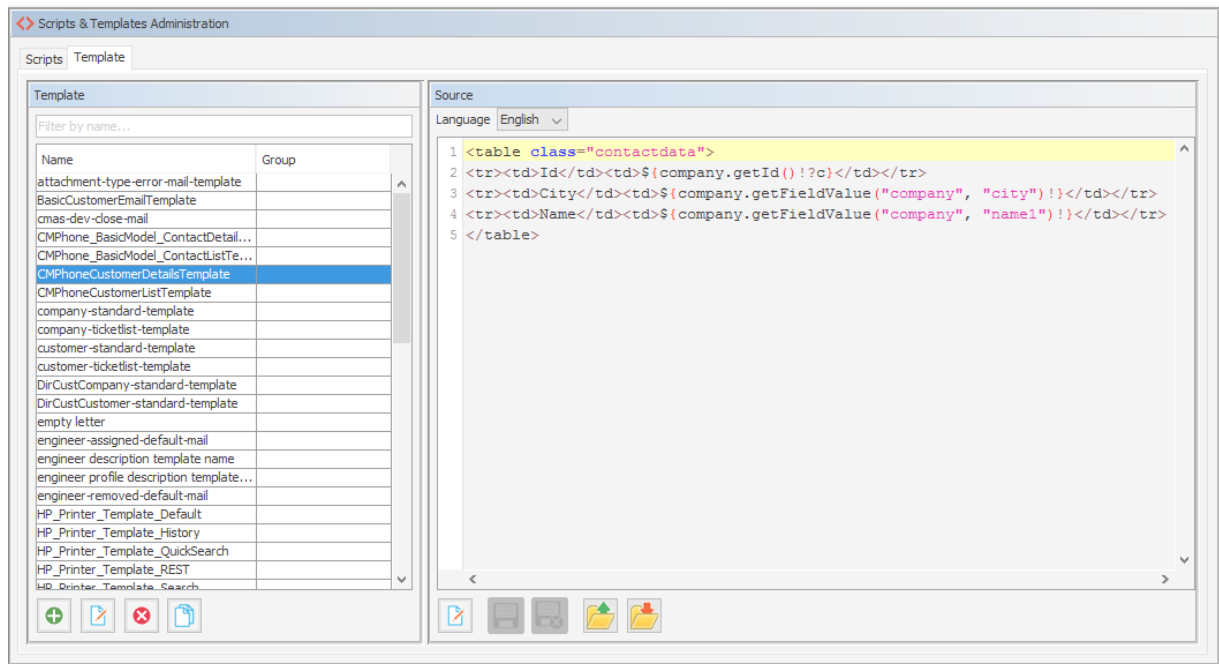 Scripts & Templates Administration
Scripts Template
Template
Filter by name...
Name Group
attachment-type-error-mail-template
BasicCustomerEmailTemplate
cmas-dev-close-mail
CMPhone_BasicModel_ContactDetail...
CMPhone_BasicModel_ContactListTe...
CMPhoneCustomerDetailsTemplate
CMPhoneCustomerListTemplate
company-standard-template
company-ticketlist-template
customer-standard-template
customer-ticketlist-template
DirCustCompany-standard-template
DirCustCustomer-standard-template
empty letter
engineer-assigned-default-mail
engineer description template name
engineer profile description template...
engineer-removed-default-mail
HP_Printer_Template_Default
HP_Printer_Template_History
HP_Printer_Template_QuickSearch
HP_Printer_Template_REST
HP_Printer_Template_Search
Source
Language English
1 <table class="contactdata">
2 <tr><td>Id</td><td>${company.getId()!?c}</td></tr>
3 <tr><td>City</td><td>${company.getFieldValue("company", "city")!}</td></tr>
4 <tr><td>Name</td><td>${company.getFieldValue("company", "name1")!}</td></tr>
5 </table>